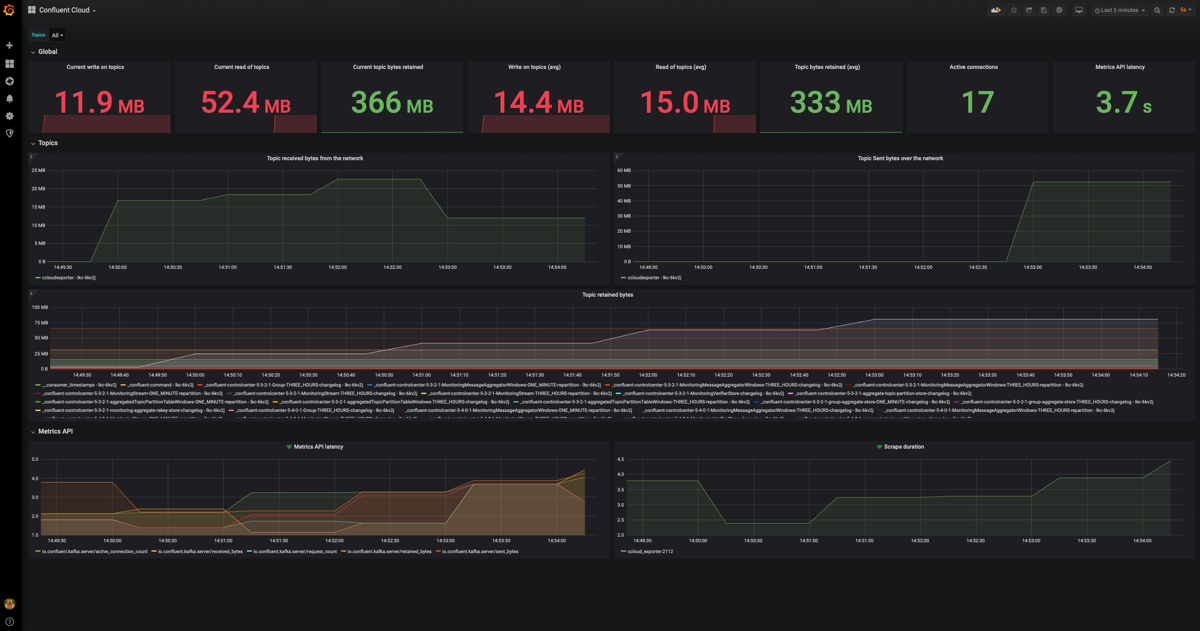 Confluent Cloud
Last 5 minutes
5s
Topics All
Global
Current write on topics
11.9 MB
Current read of topics
52.4 MB
Current topic bytes retained
366 MB
Write on topics (avg)
14.4 MB
Read of topics (avg)
15.0 MB
Topic bytes retained (avg)
333 MB
Active connections
17
Metrics API latency
3.7 s
Topics
Topic received bytes from the network
25 MB
20 MB
15 MB
10 MB
5 MB
0 B
14:49:30 14:50:00 14:50:30 14:51:00 14:51:30 14:52:00 14:52:30 14:53:00 14:53:30 14:54:00
ccloudexporter - lkc-6kv2j
Topic Sent bytes over the network
60 MB
50 MB
40 MB
30 MB
20 MB
10 MB
0 B
14:49:30 14:50:00 14:50:30 14:51:00 14:51:30 14:52:00 14:52:30 14:53:00 14:53:30 14:54:00
ccloudexporter - lkc-6kv2j
Topic retained bytes
100 MB
75 MB
50 MB
25 MB
0 B
14:49:30 14:49:40 14:49:50 14:50:00 14:50:10 14:50:20 14:50:30 14:50:40 14:50:50 14:51:00 14:51:10 14:51:20 14:51:30 14:51:40 14:51:50 14:52:00 14:52:10 14:52:20 14:52:30 14:52:40 14:52:50 14:53:00 14:53:10 14:53:20 14:53:30 14:53:40 14:53:50 14:54:00 14:54:10 14:54:20
__consumer_timestamps - lkc-6kv2j _confluent-command - lkc-6kv2j _confluent-controlcenter-5-3-2-1-Group-THREE_HOURS-changelog - lkc-6kv2j _confluent-controlcenter-5-3-2-1-MonitoringMessageAggregatorWindows-ONE_MINUTE-repartition - lkc-6kv2j _confluent-controlcenter-5-3-2-1-MonitoringMessageAggregatorWindows-THREE_HOURS-changelog - lkc-6kv2j _confluent-controlcenter-5-3-2-1-MonitoringMessageAggregatorWindows-THREE_HOURS-repartition - lkc-6kv2j
_confluent-controlcenter-5-3-2-1-MonitoringStream-ONE_MINUTE-repartition - lkc-6kv2j _confluent-controlcenter-5-3-2-1-MonitoringStream-THREE_HOURS-changelog - lkc-6kv2j _confluent-controlcenter-5-3-2-1-MonitoringStream-THREE_HOURS-repartition - lkc-6kv2j _confluent-controlcenter-5-3-2-1-MonitoringVerifierStore-changelog - lkc-6kv2j _confluent-controlcenter-5-3-2-1-aggregate-topic-partition-store-changelog - lkc-6kv2j
_confluent-controlcenter-5-3-2-1-aggregatedTopicPartitionTableWindows-ONE_MINUTE-repartition - lkc-6kv2j _confluent-controlcenter-5-3-2-1-aggregatedTopicPartitionTableWindows-THREE_HOURS-changelog - lkc-6kv2j _confluent-controlcenter-5-3-2-1-aggregatedTopicPartitionTableWindows-THREE_HOURS-repartition - lkc-6kv2j _confluent-controlcenter-5-3-2-1-group-aggregate-store-ONE_MINUTE-changelog - lkc-6kv2j _confluent-controlcenter-5-3-2-1-group-aggregate-store-THREE_HOURS-changelog - lkc-6kv2j
_confluent-controlcenter-5-3-2-1-monitoring-aggregate-rekey-store-changelog - lkc-6kv2j _confluent-controlcenter-5-4-0-1-Group-THREE_HOURS-changelog - lkc-6kv2j _confluent-controlcenter-5-4-0-1-MonitoringMessageAggregatorWindows-ONE_MINUTE-repartition - lkc-6kv2j _confluent-controlcenter-5-4-0-1-MonitoringMessageAggregatorWindows-THREE_HOURS-changelog - lkc-6kv2j _confluent-controlcenter-5-4-0-1-MonitoringMessageAggregatorWindows-THREE_HOURS-repartition - lkc-6kv2j
Metrics API
Metrics API latency
5.0
4.0
3.0
2.0
1.0
14:49:30 14:50:00 14:50:30 14:51:00 14:51:30 14:52:00 14:52:30 14:53:00 14:53:30 14:54:00
io.confluent.kafka.server/active_connection_count io.confluent.kafka.server/received_bytes io.confluent.kafka.server/request_count io.confluent.kafka.server/retained_bytes io.confluent.kafka.server/sent_bytes
Scrape duration
4.5
4.0
3.5
3.0
2.5
2.0
14:49:30 14:50:00 14:50:30 14:51:00 14:51:30 14:52:00 14:52:30 14:53:00 14:53:30 14:54:00
ccloud_exporter:2112